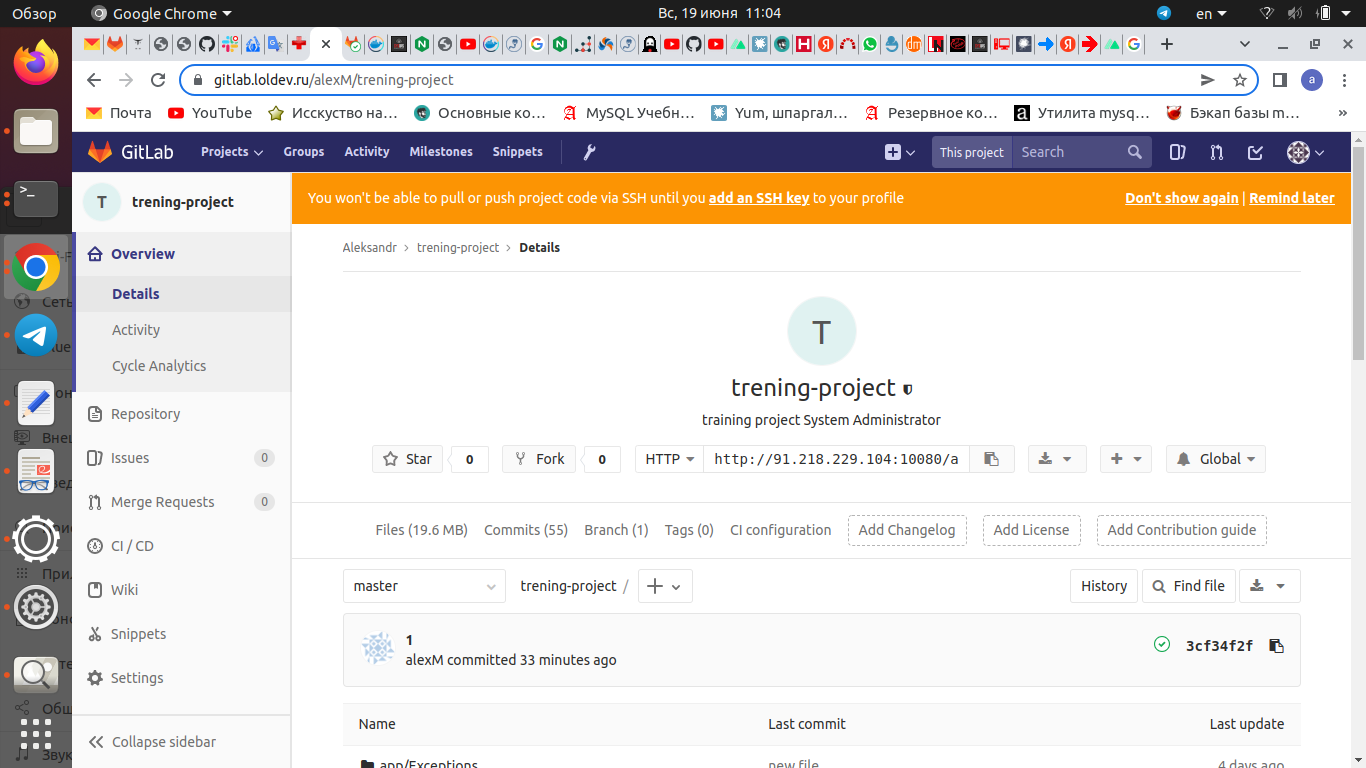 Обзор
Google Chrome
Вс, 19 июня 11:04
en
gitlab.loldev.ru/alexM/trening-project
a
Почта
YouTube
Исскуство на...
Основные ко...
MySQL Учебн...
Yum, шпаргал...
Резервное ко...
Утилита mysq...
Бэкап базы m...
»
GitLab
Projects
Groups
Activity
Milestones
Snippets
This project
Search
T
trening-project
You won't be able to pull or push project code via SSH until you add an SSH key to your profile
Don't show again | Remind later
Overview
Details
Activity
Cycle Analytics
Repository
Issues 0
Merge Requests 0
CI / CD
Wiki
Snippets
Settings
Collapse sidebar
Aleksandr > trening-project > Details
T
trening-project
training project System Administrator
Star 0
Fork 0
HTTP
http://91.218.229.104:10080/a
Global
Files (19.6 MB)
Commits (55)
Branch (1)
Tags (0)
CI configuration
Add Changelog
Add License
Add Contribution guide
master
trening-project /
History
Find file
1
alexM committed 33 minutes ago
3cf34f2f
Name
Last commit
Last update
app/Exceptions
new file
4 days ago